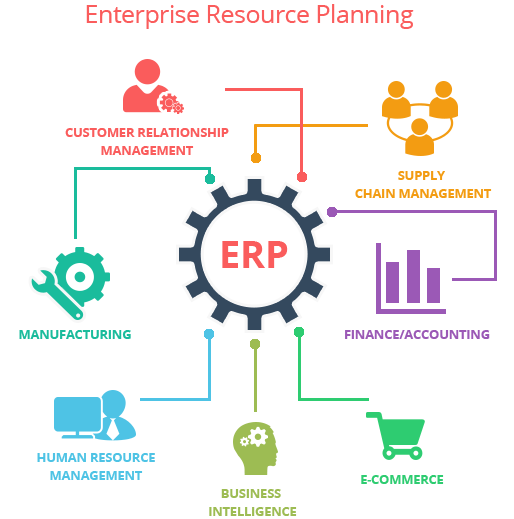 Enterprise Resource Planning
CUSTOMER RELATIONSHIP
MANAGEMENT
SUPPLY
CHAIN MANAGEMENT
ERP
MANUFACTURING
FINANCE/ACCOUNTING
HUMAN RESOURCE
MANAGEMENT
BUSINESS
INTELLIGENCE
E-COMMERCE